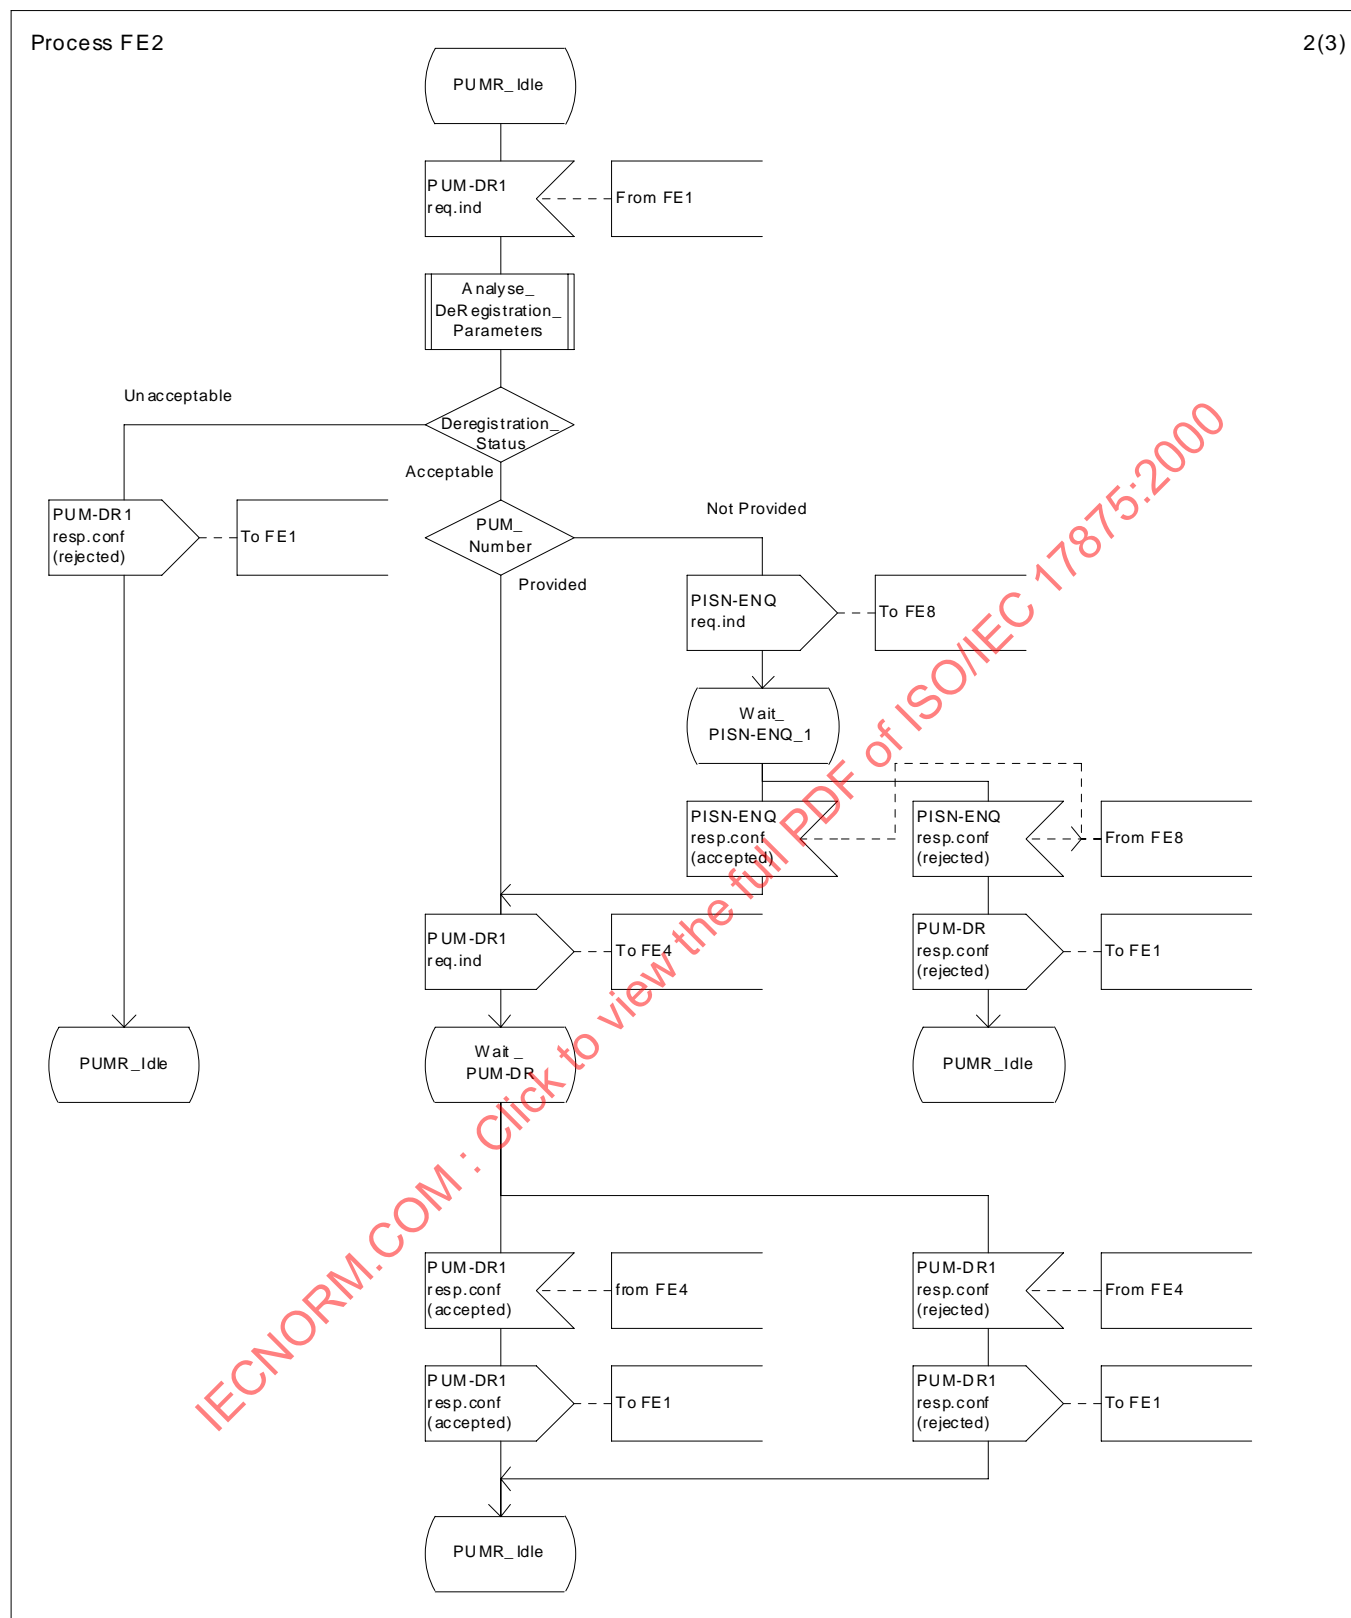 Process FE2
2(3)
PUMR_Idle
PUM-DR1
req.ind
From FE1
Analyse_
DeRegistration_
Parameters
Unacceptable
Deregistration_
Status
Acceptable
PUM-DR1
resp.conf
(rejected)
To FE1
PUM_
Number
Not Provided
Provided
PISN-ENQ
req.ind
To FE8
Wait_
PISN-ENQ_1
PISN-ENQ
resp.conf
(accepted)
PISN-ENQ
resp.conf
(rejected)
From FE8
PUM-DR1
req.ind
To FE4
PUM-DR
resp.conf
(rejected)
To FE1
PUMR_Idle
Wait_
PUM-DR
PUMR_Idle
PUM-DR1
resp.conf
(accepted)
from FE4
PUM-DR1
resp.conf
(rejected)
From FE4
PUM-DR1
resp.conf
(accepted)
To FE1
PUM-DR1
resp.conf
(rejected)
To FE1
PUMR_Idle
IECNORM.COM : Click to view the full PDF of ISO/IEC 17875:2000